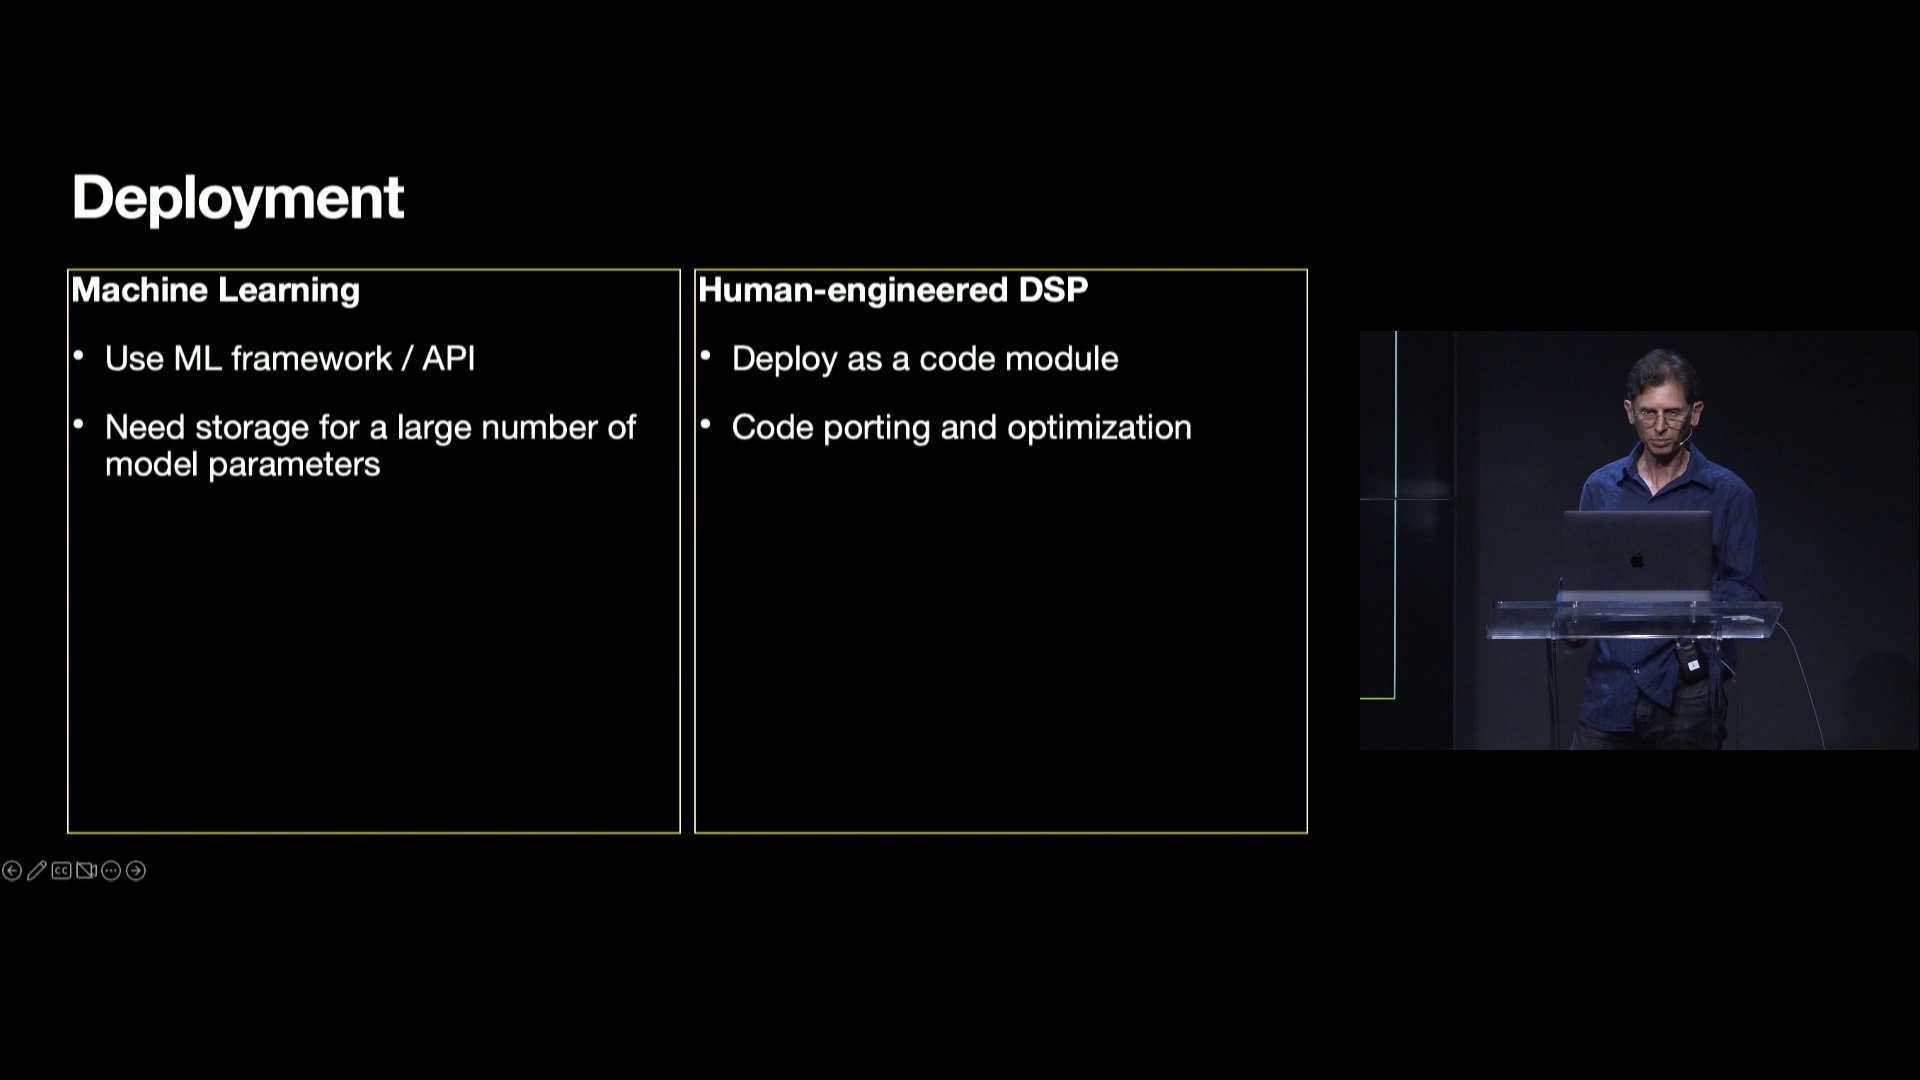 Deployment
Machine Learning
• Use ML framework / API
• Need storage for a large number of
model parameters
Human-engineered DSP
• Deploy as a code module
• Code porting and optimization
CC